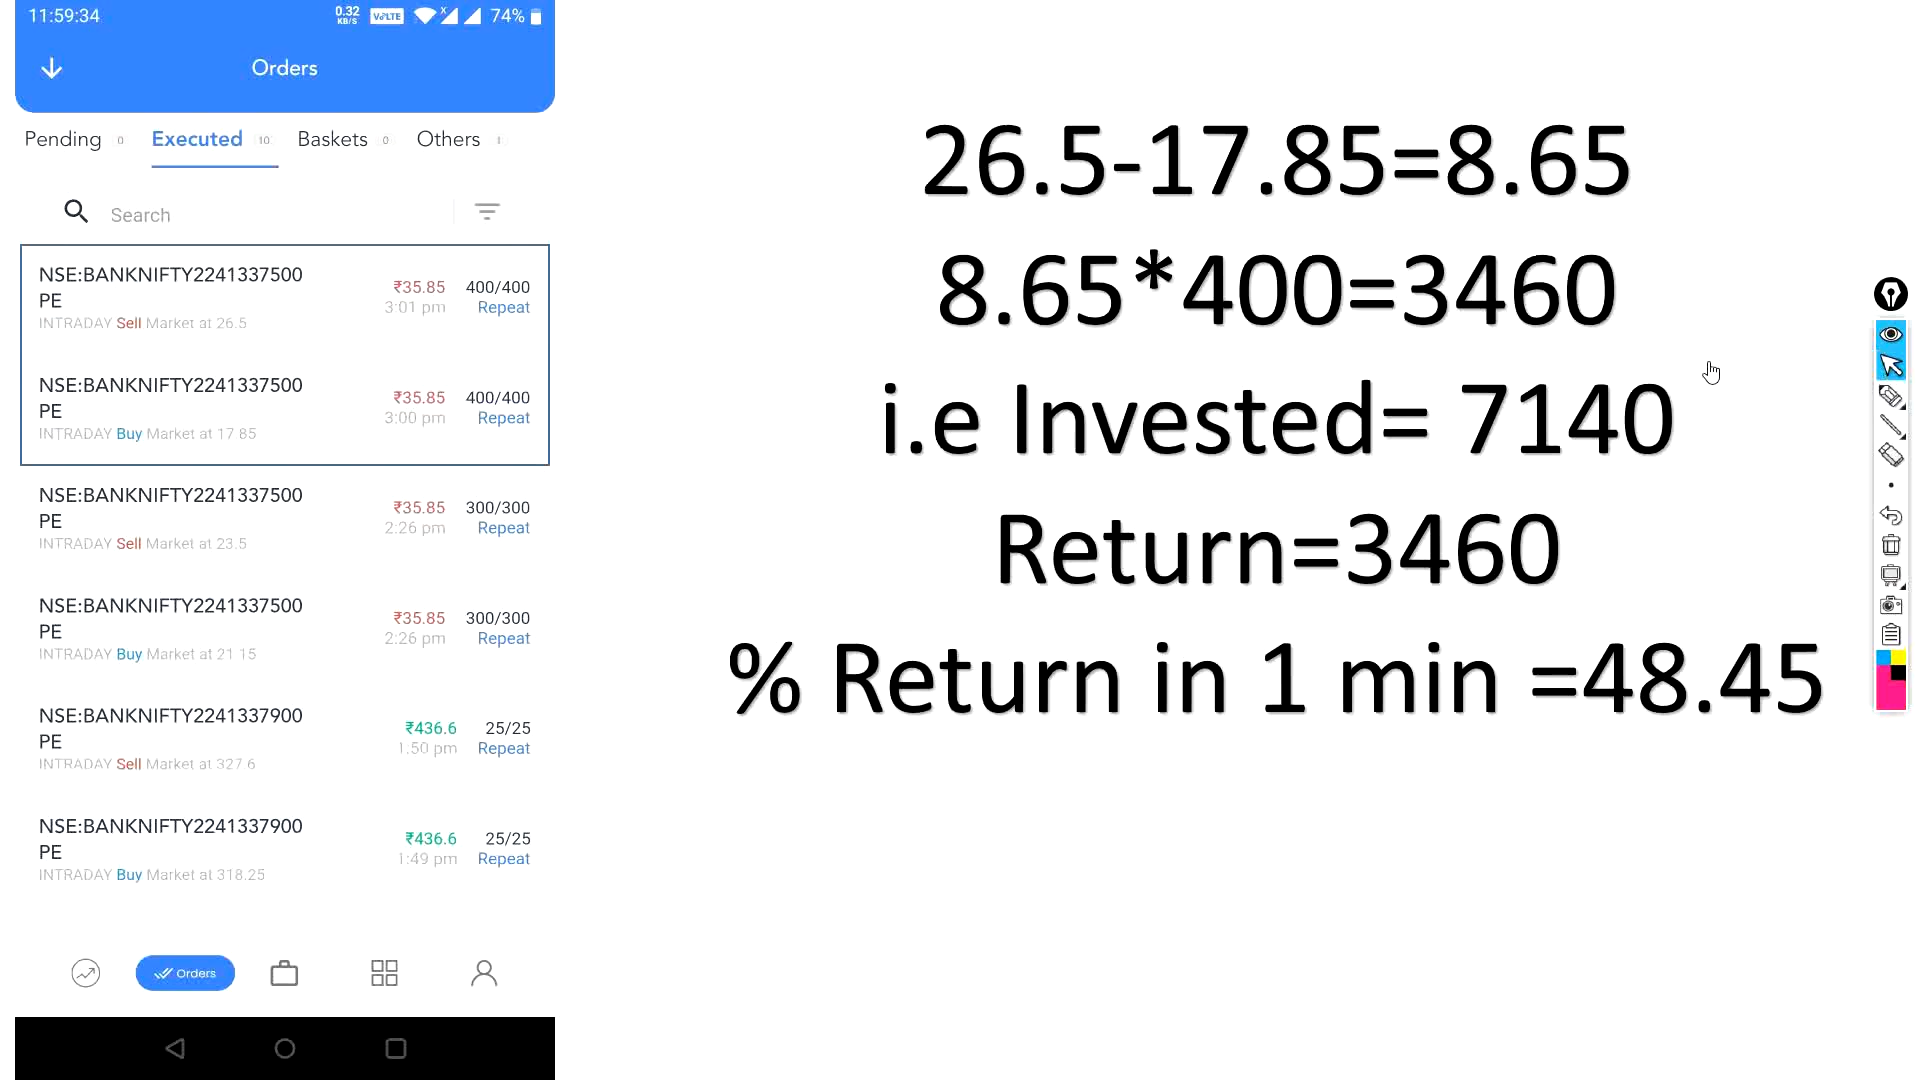 11:59:34 0.32 KB/S VoLTE x 74%
Orders
Pending 0 Executed 10 Baskets 0 Others 1
Search
NSE:BANKNIFTY2241337500 PE
₹35.85 400/400
3:01 pm Repeat
INTRADAY Sell Market at 26.5
NSE:BANKNIFTY2241337500 PE
₹35.85 400/400
3:00 pm Repeat
INTRADAY Buy Market at 17 85
NSE:BANKNIFTY2241337500 PE
₹35.85 300/300
2:26 pm Repeat
INTRADAY Sell Market at 23.5
NSE:BANKNIFTY2241337500 PE
₹35.85 300/300
2:26 pm Repeat
INTRADAY Buy Market at 21 15
NSE:BANKNIFTY2241337900 PE
₹436.6 25/25
1:50 pm Repeat
INTRADAY Sell Market at 327.6
NSE:BANKNIFTY2241337900 PE
₹436.6 25/25
1:49 pm Repeat
INTRADAY Buy Market at 318.25
Orders
26.5-17.85=8.65
8.65*400=3460
i.e Invested= 7140
Return=3460
% Return in 1 min =48.45